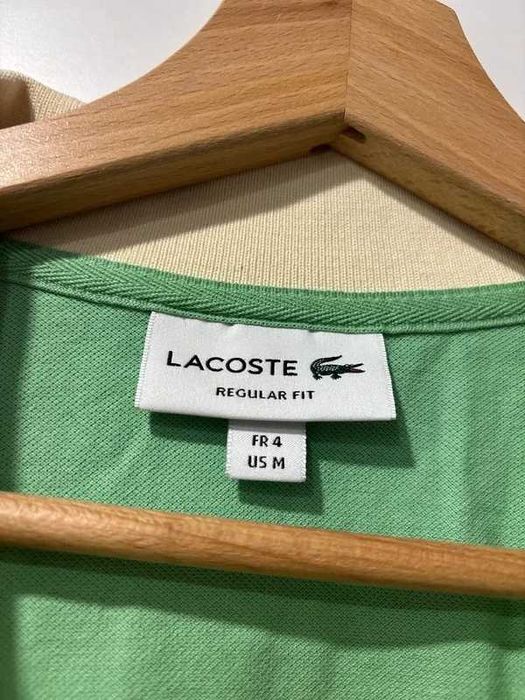 LACOSTE
REGULAR FIT
FR 4
US M